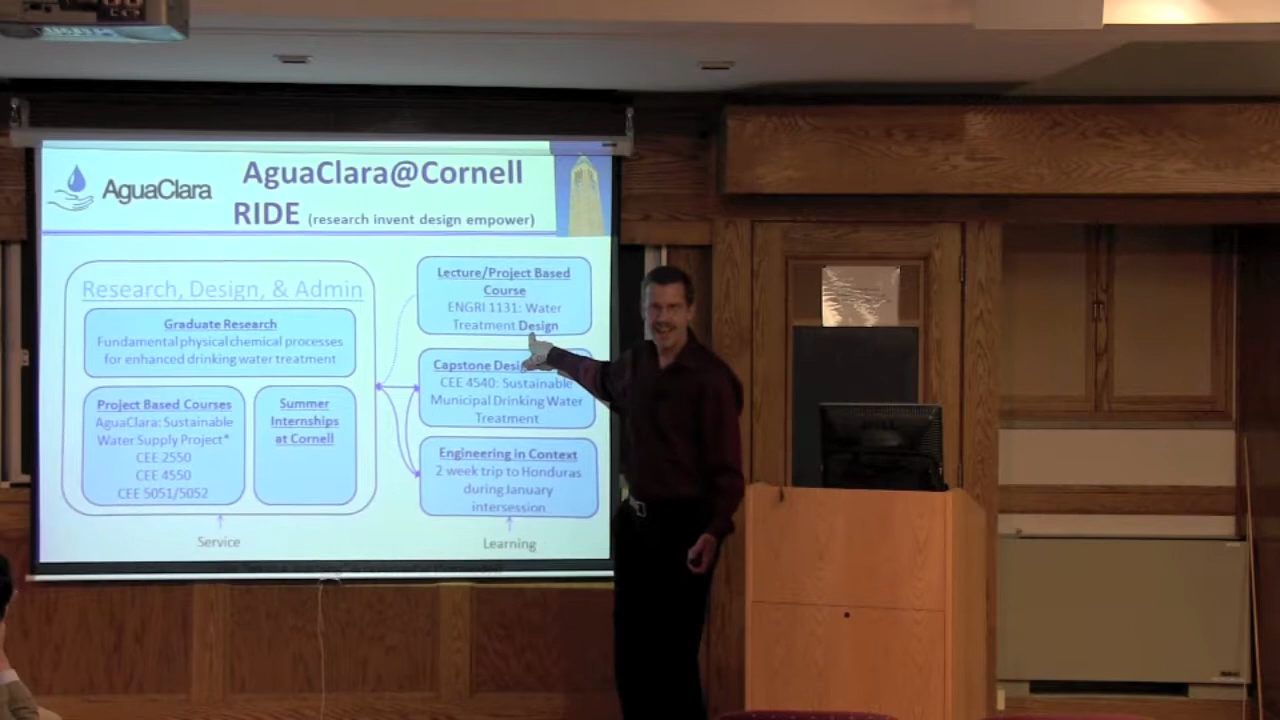 AguaClara
AguaClara@Cornell
RIDE (research invent design empower)
Research, Design, & Admin
Graduate Research
Fundamental physical chemical processes
for enhanced drinking water treatment
Project Based Courses
AguaClara: Sustainable
Water Supply Project*
CEE 2550
CEE 4550
CEE 5051/5052
Summer
Internships
at Cornell
Service
Lecture/Project Based
Course
ENGRI 1131: Water
Treatment Design
Capstone
CEE 4540: Sustainable
Municipal Drinking Water
Treatment
Engineering in Context
2 week trip to Honduras
during January
intersession
Learning